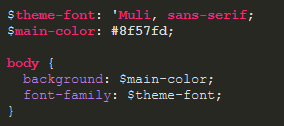 $theme-font: 'Muli, sans-serif;
$main-color: #8f57fd;
body {
background: $main-color;
font-family: $theme-font;
}